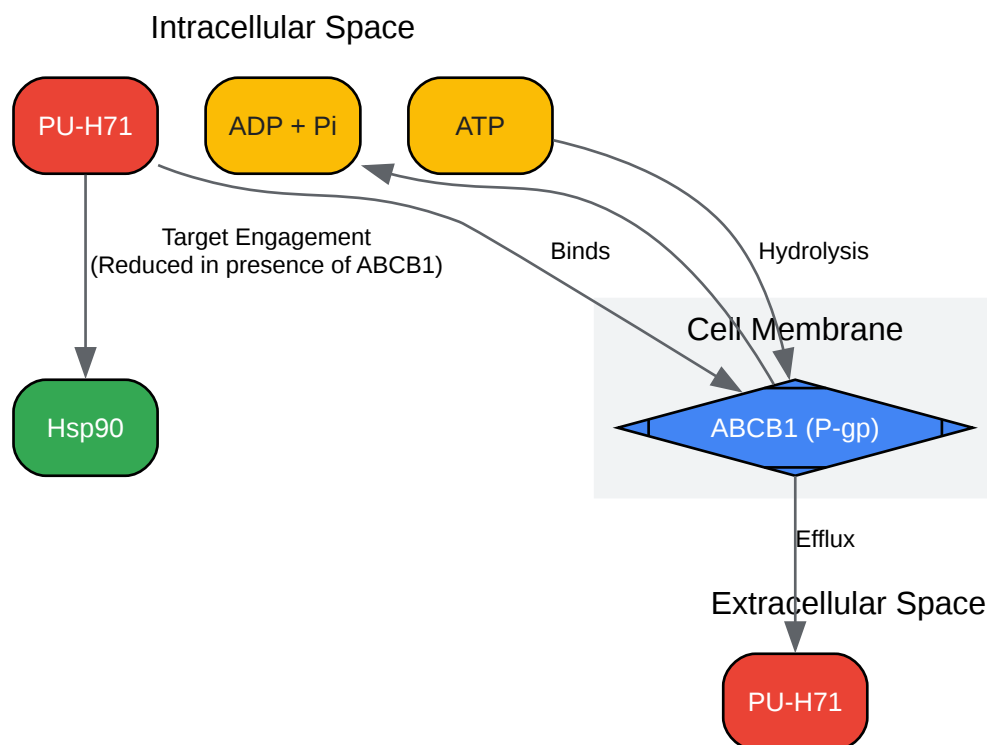 Intracellular Space
PU-H71
ADP + Pi
ATP
Target Engagement
(Reduced in presence of ABCB1)
Binds
Hydrolysis
Cell Membrane
Hsp90
ABCB1 (P-gp)
Efflux
Extracellular Space
PU-H71